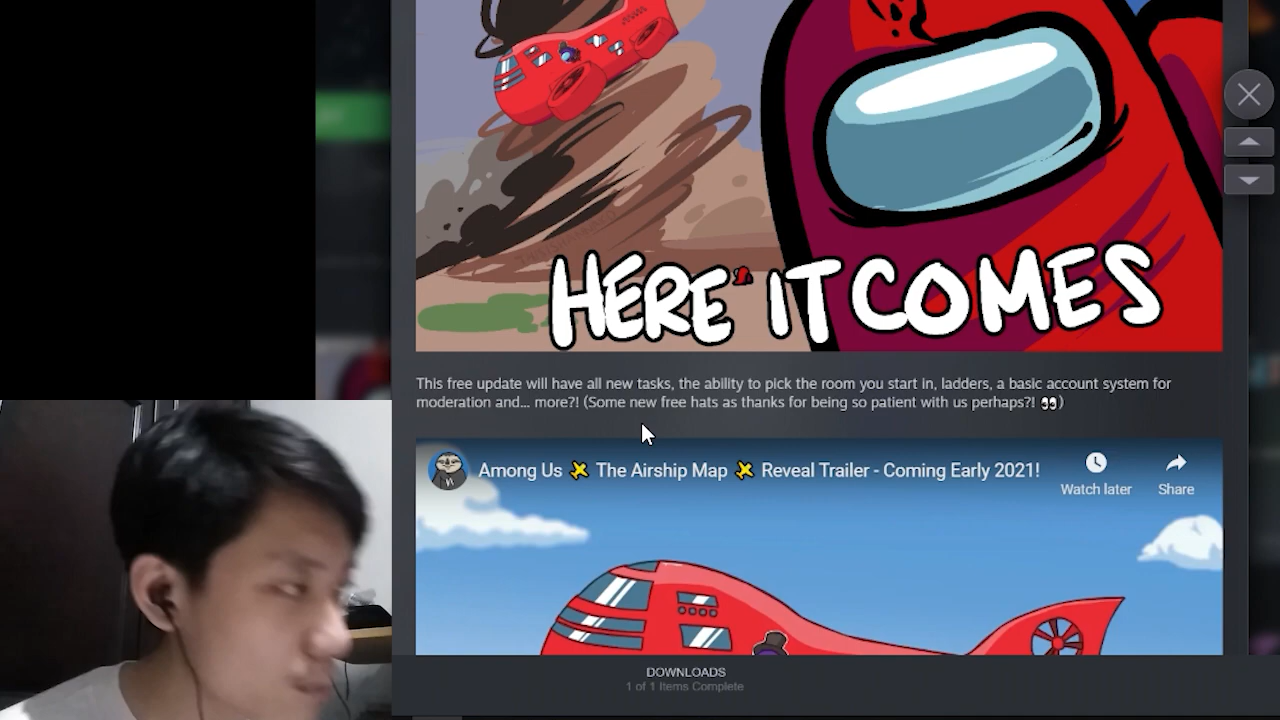 HERE IT COMES
This free update will have all new tasks, the ability to pick the room you start in, ladders, a basic account system for
moderation and... more?! (Some new free hats as thanks for being so patient with us perhaps?! 👀)
Among Us ✈ The Airship Map ✈ Reveal Trailer - Coming Early 2021!
Watch later
Share
DOWNLOADS
1 of 1 Items Complete